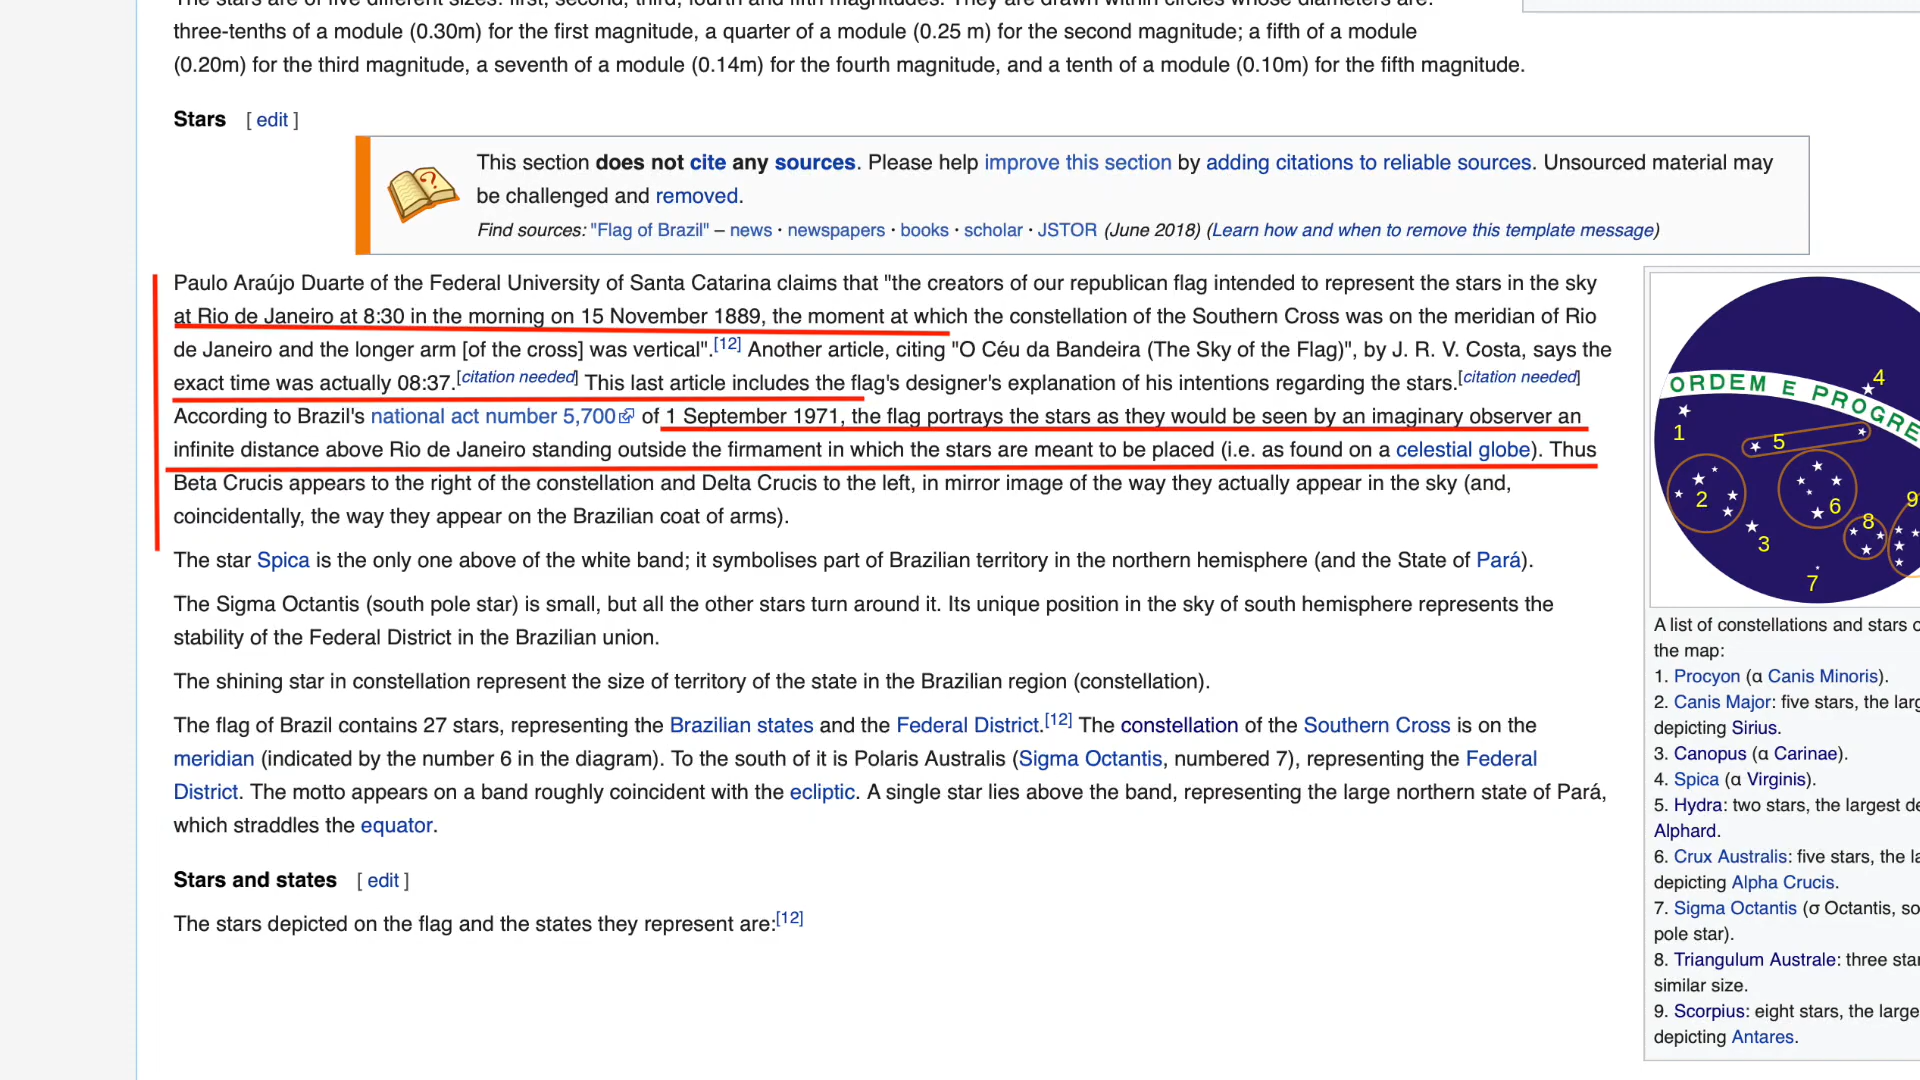 The stars are of five different sizes: first, second, third, fourth and fifth magnitudes. They are drawn within circles whose diameters are:
three-tenths of a module (0.30m) for the first magnitude, a quarter of a module (0.25 m) for the second magnitude; a fifth of a module
(0.20m) for the third magnitude, a seventh of a module (0.14m) for the fourth magnitude, and a tenth of a module (0.10m) for the fifth magnitude.
Stars [ edit ]
This section does not cite any sources. Please help improve this section by adding citations to reliable sources. Unsourced material may
be challenged and removed.
Find sources: "Flag of Brazil" – news · newspapers · books · scholar · JSTOR (June 2018) (Learn how and when to remove this template message)
Paulo Araújo Duarte of the Federal University of Santa Catarina claims that "the creators of our republican flag intended to represent the stars in the sky
at Rio de Janeiro at 8:30 in the morning on 15 November 1889, the moment at which the constellation of the Southern Cross was on the meridian of Rio
de Janeiro and the longer arm [of the cross] was vertical".[12] Another article, citing "O Céu da Bandeira (The Sky of the Flag)", by J. R. V. Costa, says the
exact time was actually 08:37.[citation needed] This last article includes the flag's designer's explanation of his intentions regarding the stars.[citation needed]
According to Brazil's national act number 5,700 of 1 September 1971, the flag portrays the stars as they would be seen by an imaginary observer an
infinite distance above Rio de Janeiro standing outside the firmament in which the stars are meant to be placed (i.e. as found on a celestial globe). Thus
Beta Crucis appears to the right of the constellation and Delta Crucis to the left, in mirror image of the way they actually appear in the sky (and,
coincidentally, the way they appear on the Brazilian coat of arms).
The star Spica is the only one above of the white band; it symbolises part of Brazilian territory in the northern hemisphere (and the State of Pará).
The Sigma Octantis (south pole star) is small, but all the other stars turn around it. Its unique position in the sky of south hemisphere represents the
stability of the Federal District in the Brazilian union.
The shining star in constellation represent the size of territory of the state in the Brazilian region (constellation).
The flag of Brazil contains 27 stars, representing the Brazilian states and the Federal District.[12] The constellation of the Southern Cross is on the
meridian (indicated by the number 6 in the diagram). To the south of it is Polaris Australis (Sigma Octantis, numbered 7), representing the Federal
District. The motto appears on a band roughly coincident with the ecliptic. A single star lies above the band, representing the large northern state of Pará,
which straddles the equator.
Stars and states [ edit ]
The stars depicted on the flag and the states they represent are:[12]
ORDEM E PROGRE
4
1
5
2
6
9
8
3
7
A list of constellations and stars o
the map:
1. Procyon (α Canis Minoris).
2. Canis Major: five stars, the larg
depicting Sirius.
3. Canopus (α Carinae).
4. Spica (α Virginis).
5. Hydra: two stars, the largest de
Alphard.
6. Crux Australis: five stars, the la
depicting Alpha Crucis.
7. Sigma Octantis (σ Octantis, so
pole star).
8. Triangulum Australe: three star
similar size.
9. Scorpius: eight stars, the large
depicting Antares.